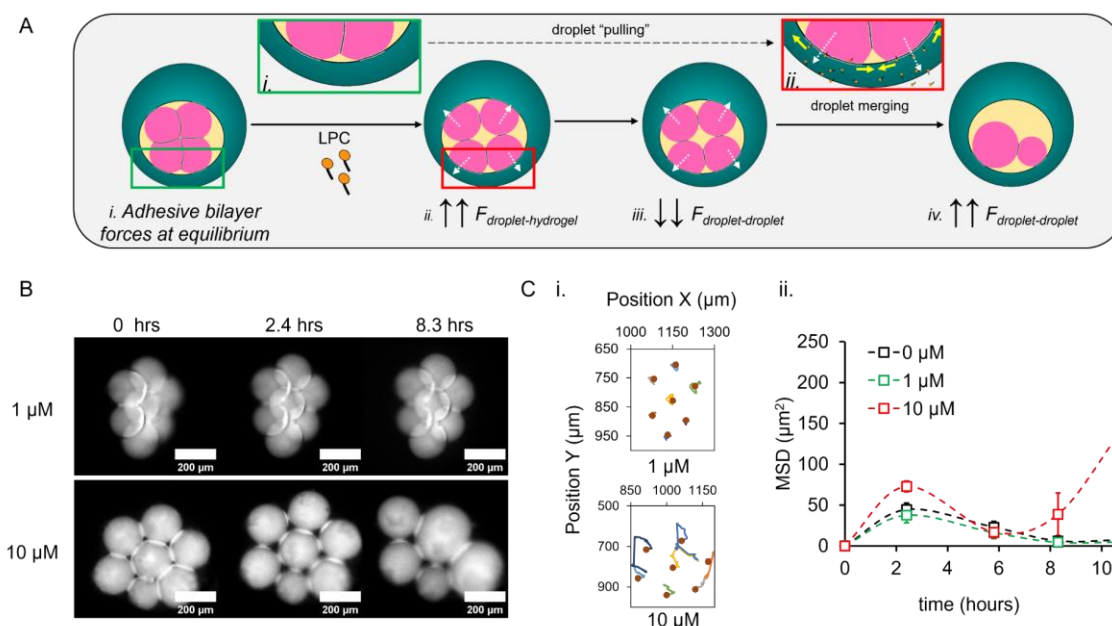 A
droplet "pulling"
i.
ii.
droplet merging
LPC
i. Adhesive bilayer
forces at equilibrium
ii. ↑↑ F droplet-hydrogel
iii. ↓↓ F droplet-droplet
iv. ↑↑ F droplet-droplet
B
0 hrs
2.4 hrs
8.3 hrs
1 µM
200 µm
200 µm
200 µm
10 µM
200 µm
200 µm
200 µm
C
i.
Position X (µm)
1000 1150 1300
650
750
850
950
1 µM
Position Y (µm)
850 1000 1150
500
700
900
10 µM
ii.
0 µM
1 µM
10 µM
MSD (µm²)
250
200
150
100
50
0
0 2 4 6 8 10
time (hours)